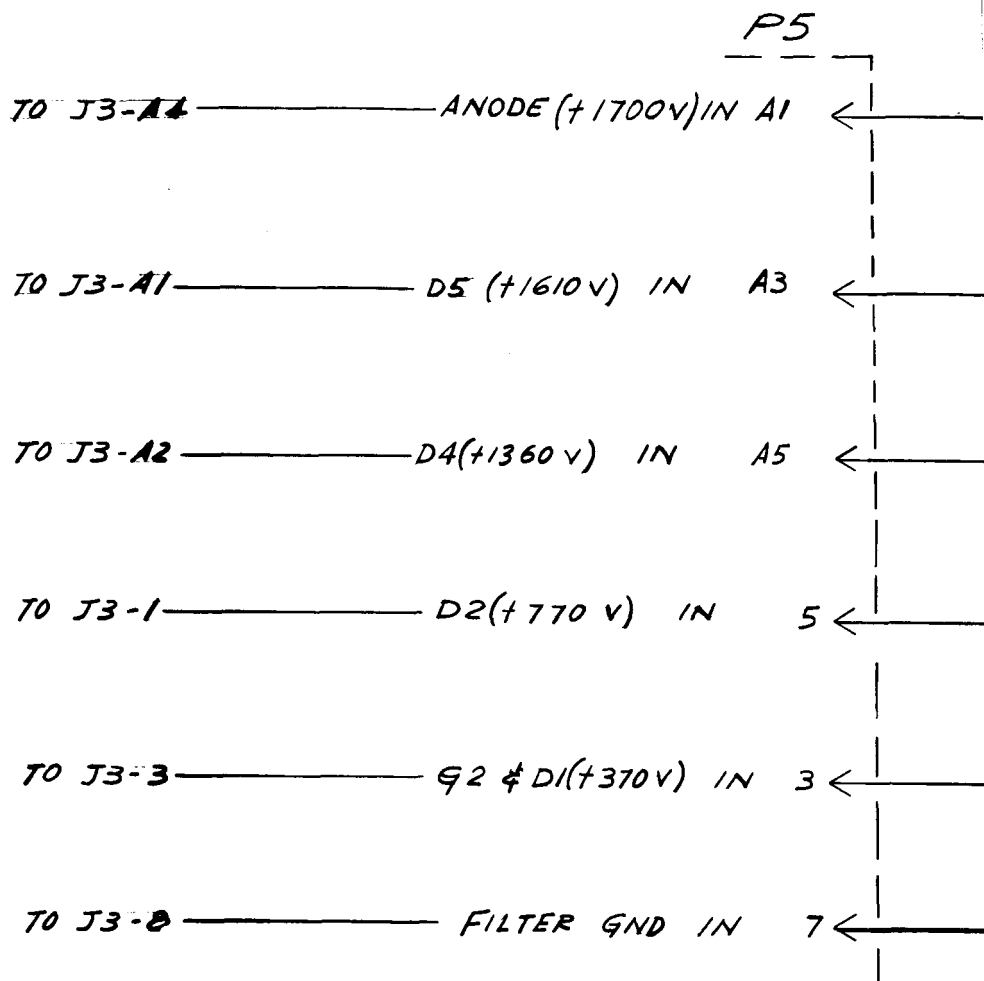 P5
TO J3-A4 ANODE (+1700V) IN A1
TO J3-A1 D5 (+1610V) IN A3
TO J3-A2 D4(+1360V) IN A5
TO J3-1 D2(+770 V) IN 5
TO J3-3 G2 & D1(+370V) IN 3
TO J3-8 FILTER GND IN 7